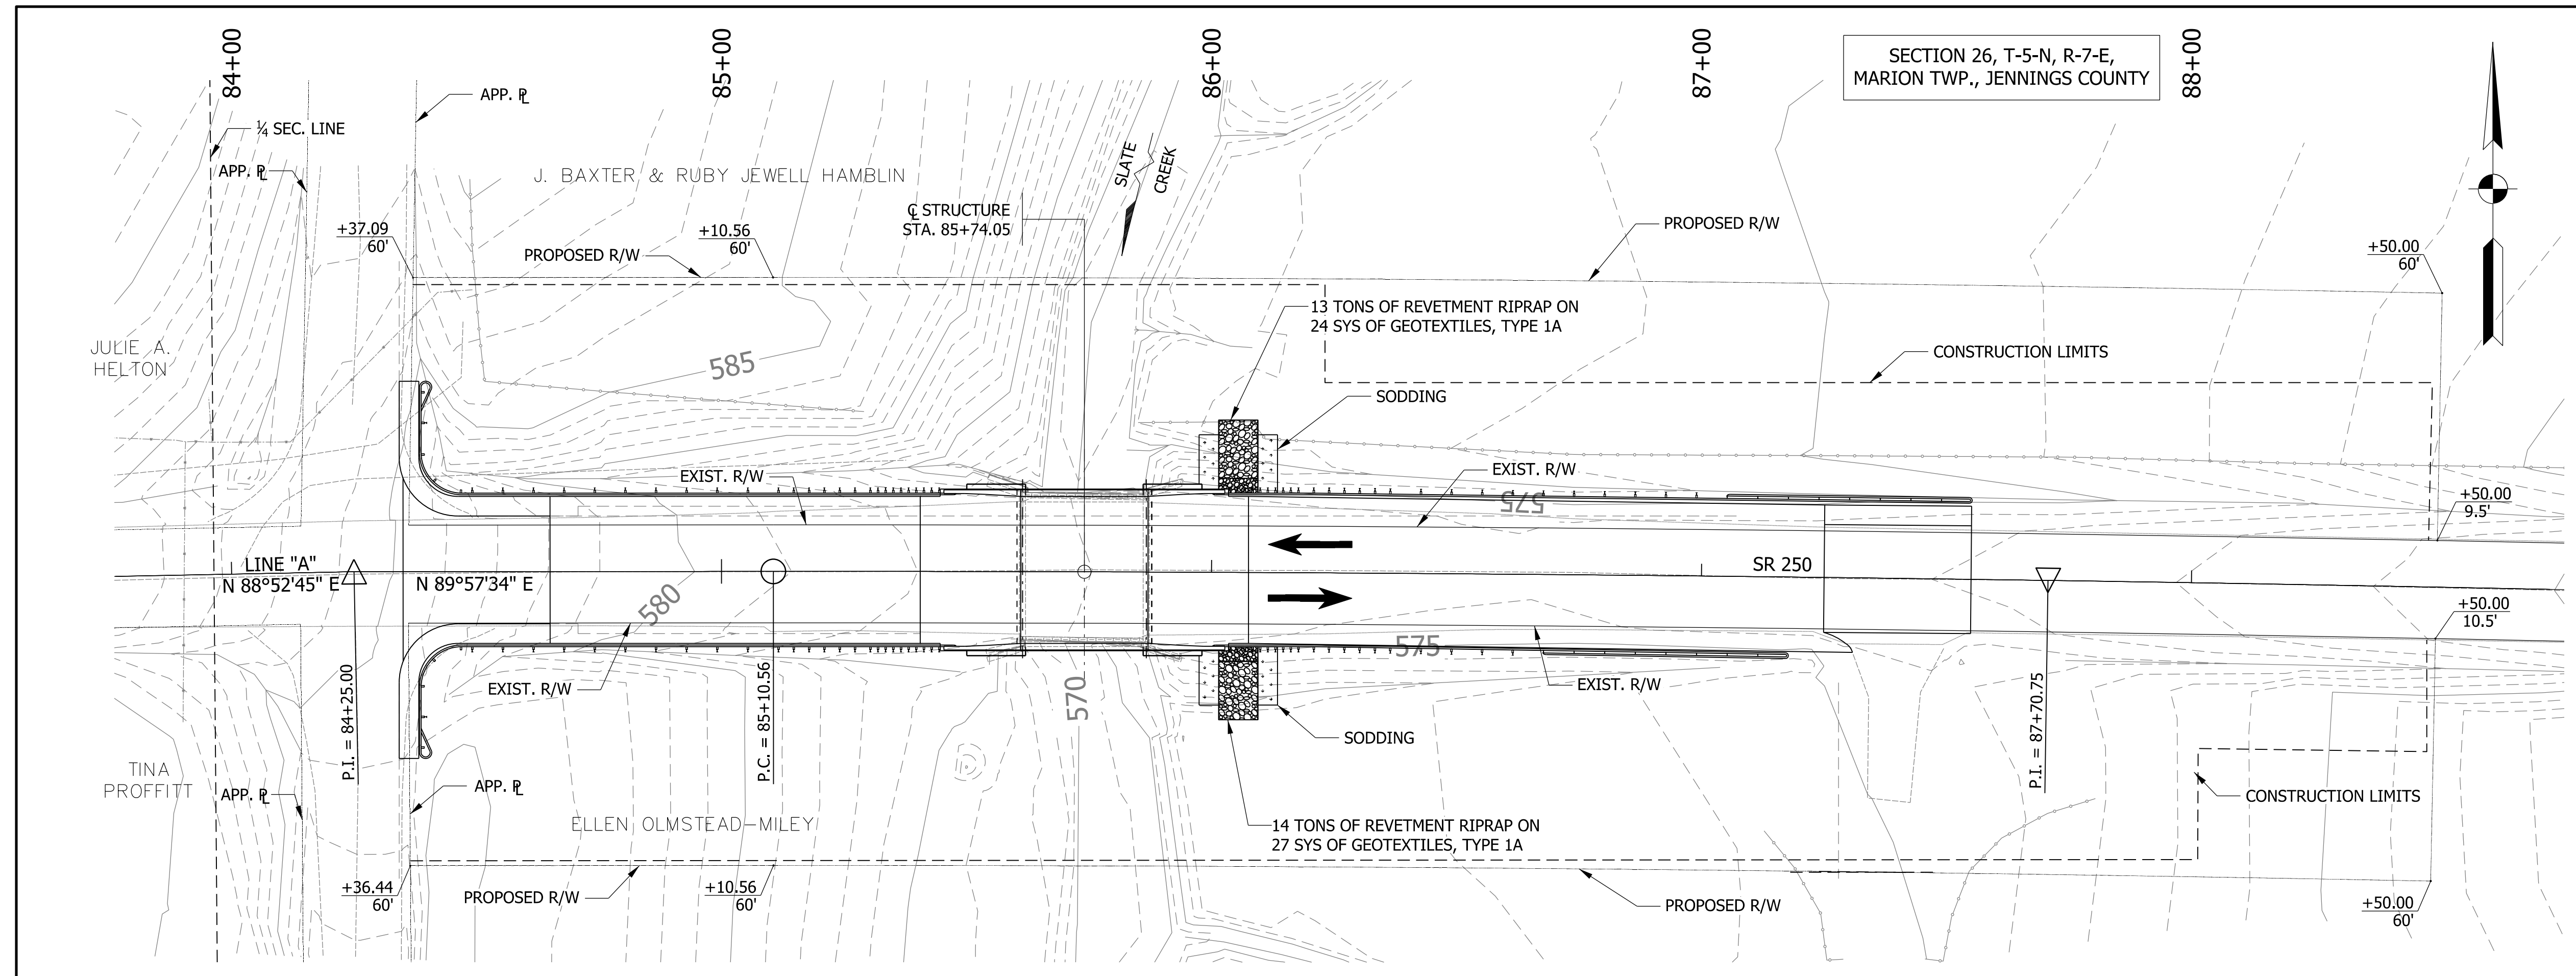 84+00
85+00
86+00
87+00
88+00
SECTION 26, T-5-N, R-7-E,
MARION TWP., JENNINGS COUNTY
APP. PL
¼ SEC. LINE
APP. PL
J. BAXTER & RUBY JEWELL HAMBLIN
SLATE
CREEK
CL STRUCTURE
STA. 85+74.05
+37.09
60'
+10.56
60'
PROPOSED R/W
PROPOSED R/W
+50.00
60'
13 TONS OF REVETMENT RIPRAP ON
24 SYS OF GEOTEXTILES, TYPE 1A
JULIE A.
HELTON
585
CONSTRUCTION LIMITS
SODDING
EXIST. R/W
EXIST. R/W
575
+50.00
9.5'
LINE "A"
N 88°52'45" E
N 89°57'34" E
SR 250
580
+50.00
10.5'
575
EXIST. R/W
EXIST. R/W
570
P.I. = 84+25.00
P.C. = 85+10.56
P.I. = 87+70.75
SODDING
TINA
PROFFITT
APP. PL
APP. PL
CONSTRUCTION LIMITS
ELLEN OLMSTEAD-MILEY
14 TONS OF REVETMENT RIPRAP ON
27 SYS OF GEOTEXTILES, TYPE 1A
+36.44
60'
PROPOSED R/W
+10.56
60'
PROPOSED R/W
+50.00
60'